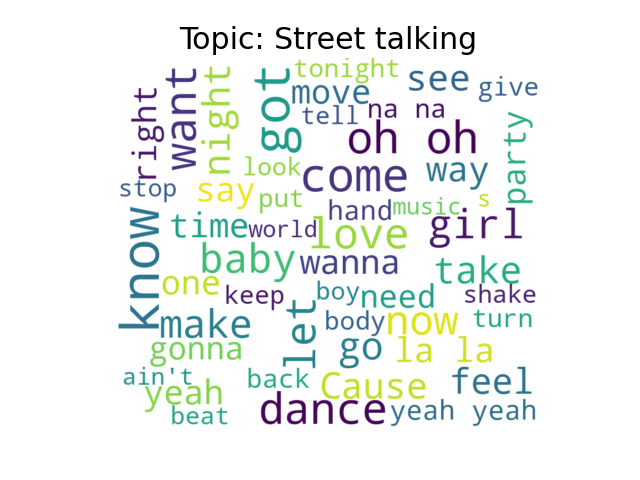 Topic: Street talking
tonight
see
give
move
want
night
got
right
tell
na na
oh oh
party
look
come
way
stop
say
put
hand
music
s
know
time
world
love
girl
baby
wanna
take
one
keep
boy
need
shake
make
let
body
now
turn
gonna
go
la la
ain't
yeah
back
Cause
feel
beat
dance
yeah yeah